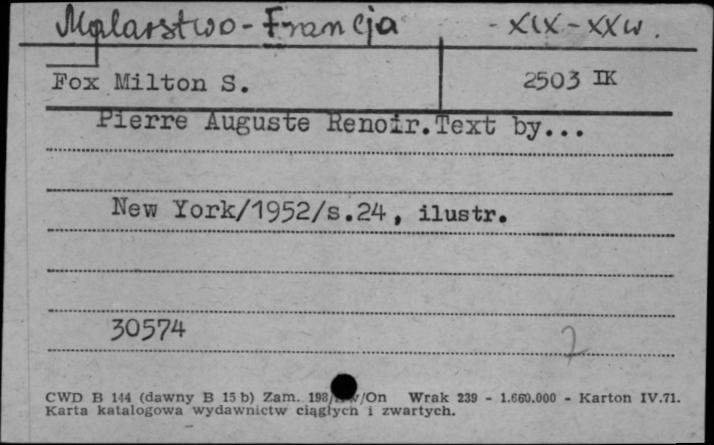 Malarstwo - Francja - XIX - XX w.
Fox Milton S. 2503 IK
Pierre Auguste Renoir. Text by...
New York/1952/s.24, ilustr.
30574 2
CWD B 144 (dawny B 15 b) Zam. /On Wrak 239 - 1.660.000 - Karton IV.71.
Karta katalogowa wydawnictw ciągłych i zwartych.